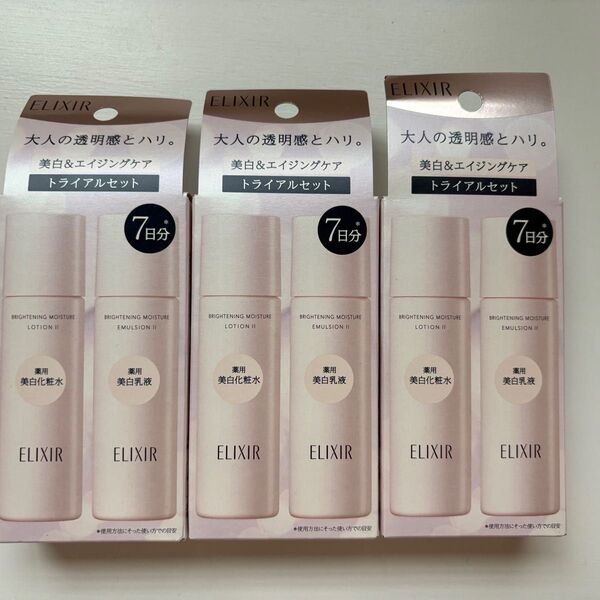 ELIXIR
大人の透明感とハリ。
美白&エイジングケア
トライアルセット
7日分*
BRIGHTENING MOISTURE
LOTION II
薬用
美白化粧水
ELIXIR
BRIGHTENING MOISTURE
EMULSION II
薬用
美白乳液
ELIXIR
*使用方法にそった使い方での目安
ELIXIR
大人の透明感とハリ。
美白&エイジングケア
トライアルセット
7日分*
BRIGHTENING MOISTURE
LOTION II
薬用
美白化粧水
ELIXIR
BRIGHTENING MOISTURE
EMULSION II
薬用
美白乳液
ELIXIR
*使用方法にそった使い方での目安
ELIXIR
大人の透明感とハリ。
美白&エイジングケア
トライアルセット
7日分*
BRIGHTENING MOISTURE
LOTION II
薬用
美白化粧水
ELIXIR
BRIGHTENING MOISTURE
EMULSION II
薬用
美白乳液
ELIXIR
*使用方法にそった使い方での目安